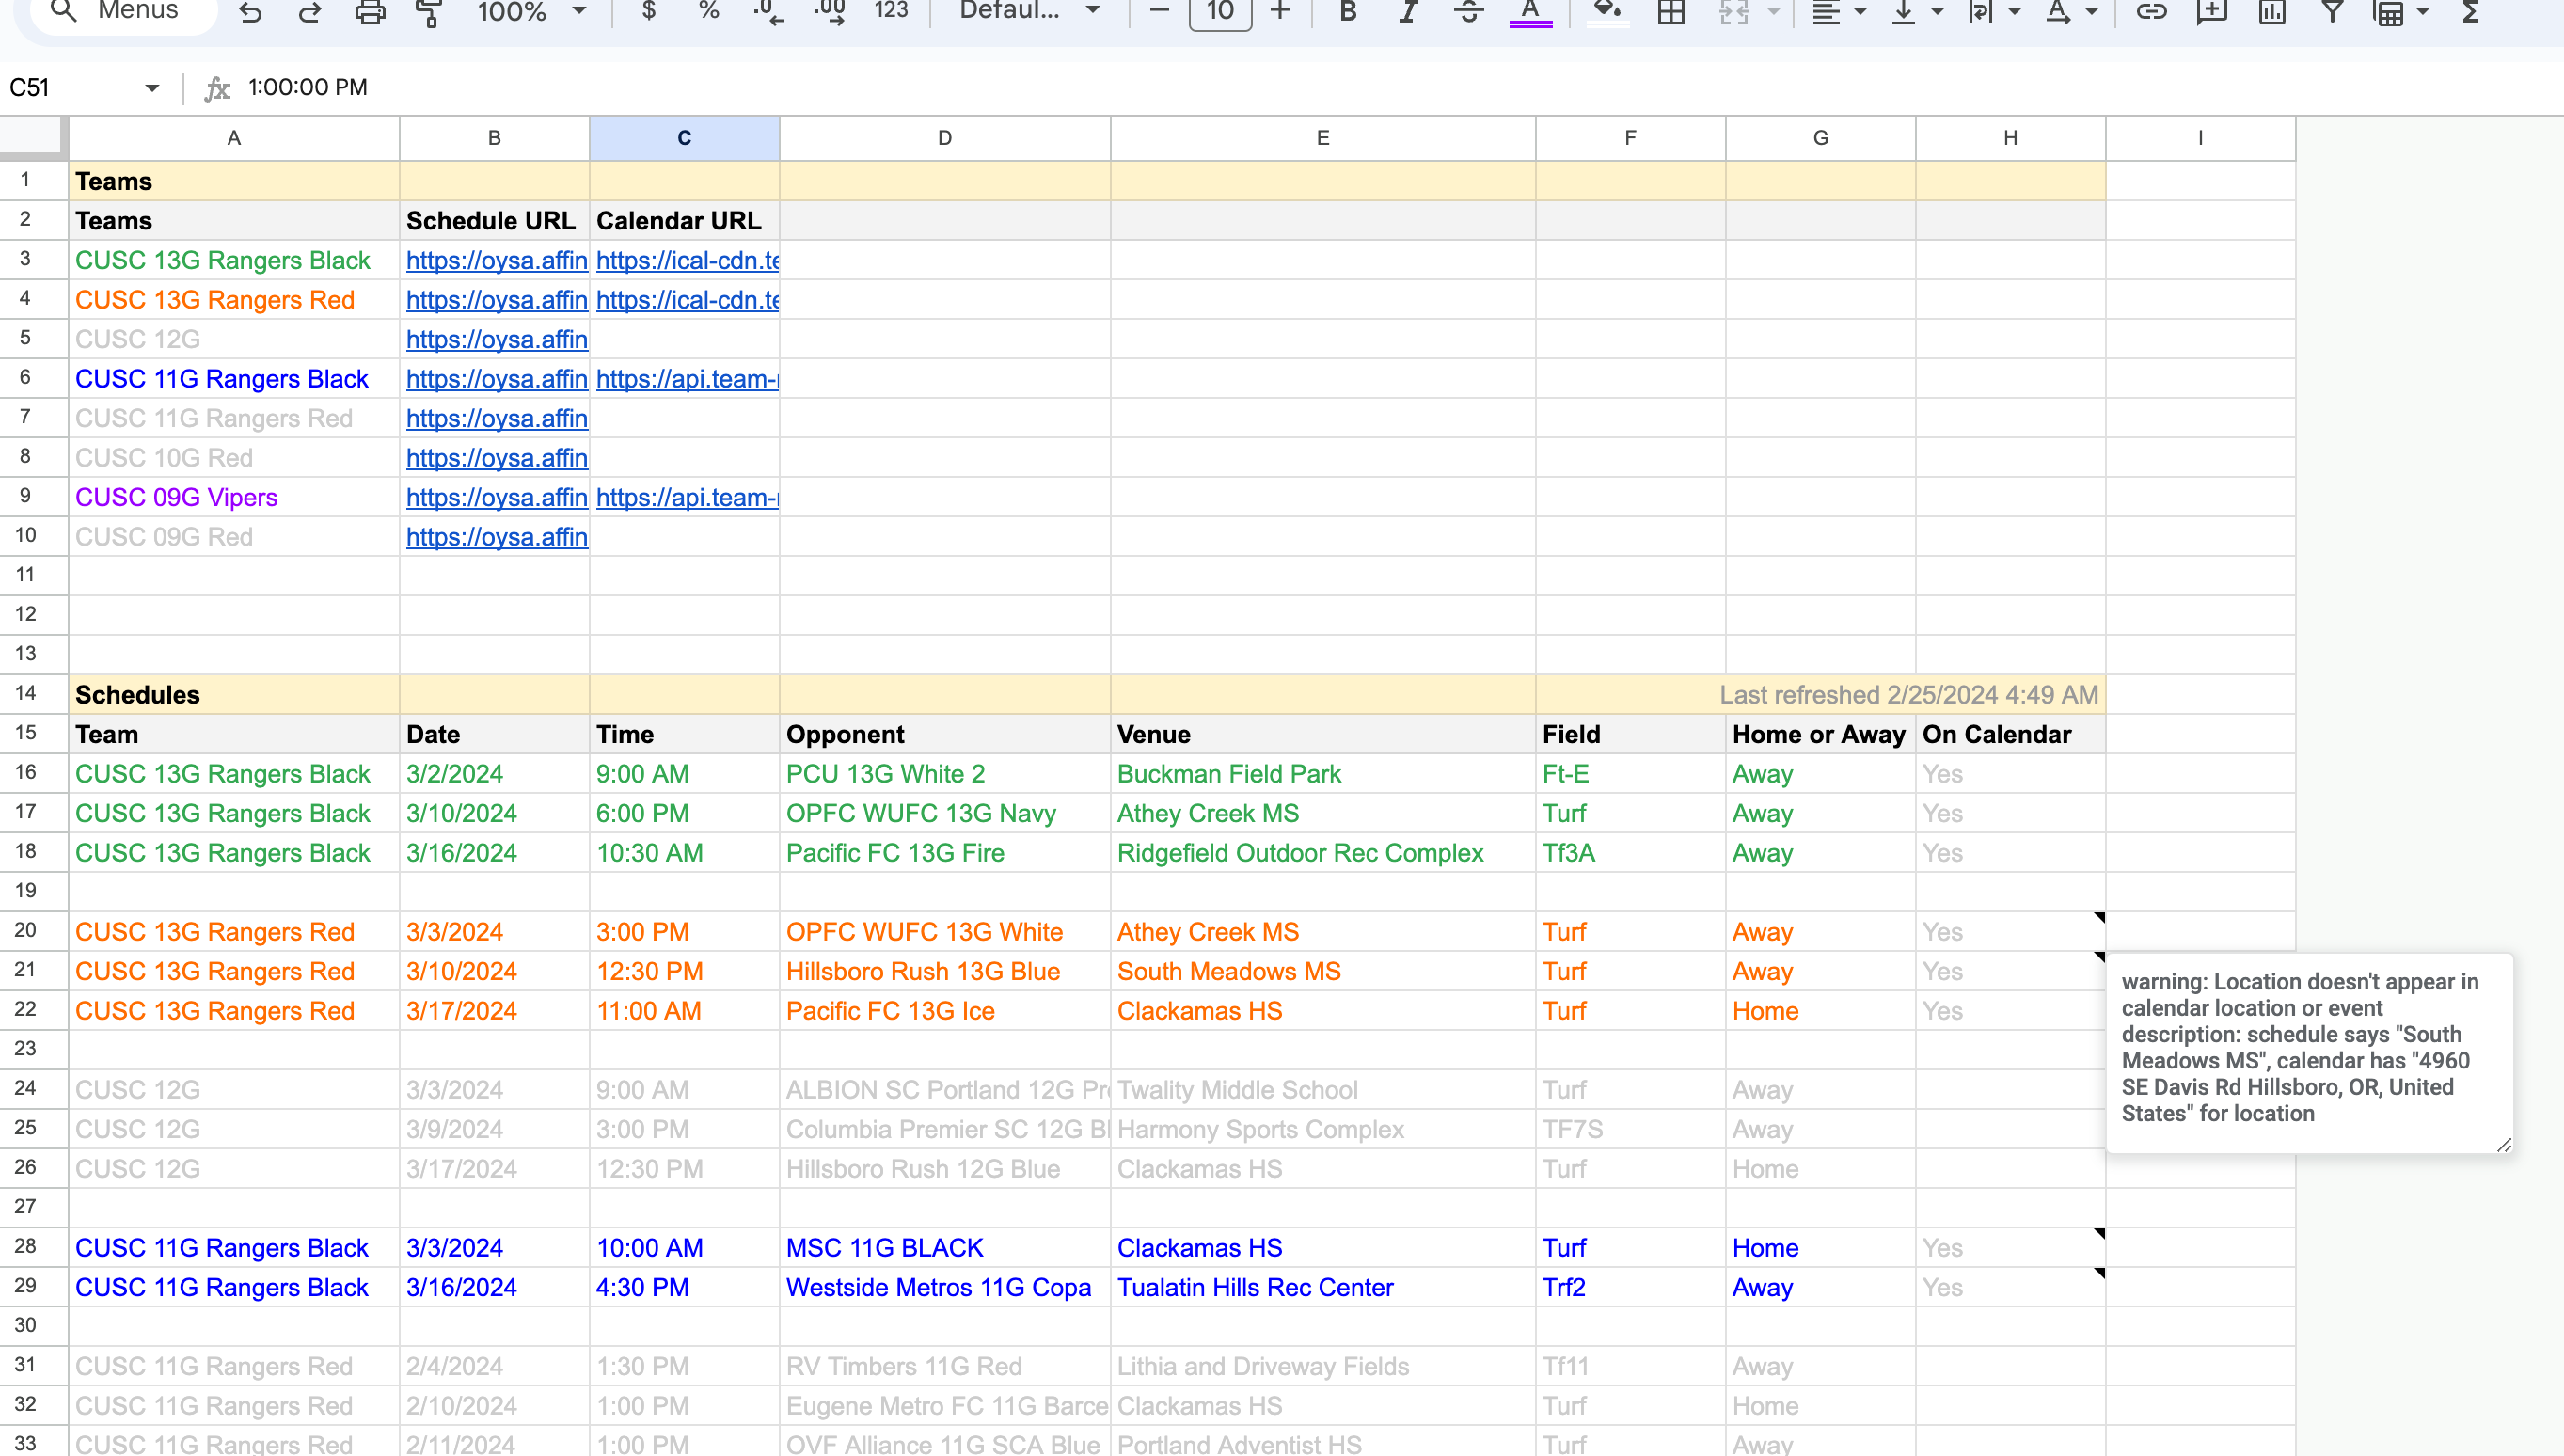 Menus 100% $ % .0 .00 123 Defaul... − 10 + B I A
C51 fx 1:00:00 PM
A B C D E F G H I
1 Teams
2 Teams Schedule URL Calendar URL
3 CUSC 13G Rangers Black https://oysa.affin https://ical-cdn.te
4 CUSC 13G Rangers Red https://oysa.affin https://ical-cdn.te
5 CUSC 12G https://oysa.affin
6 CUSC 11G Rangers Black https://oysa.affin https://api.team-
7 CUSC 11G Rangers Red https://oysa.affin
8 CUSC 10G Red https://oysa.affin
9 CUSC 09G Vipers https://oysa.affin https://api.team-
10 CUSC 09G Red https://oysa.affin
11
12
13
14 Schedules Last refreshed 2/25/2024 4:49 AM
15 Team Date Time Opponent Venue Field Home or Away On Calendar
16 CUSC 13G Rangers Black 3/2/2024 9:00 AM PCU 13G White 2 Buckman Field Park Ft-E Away Yes
17 CUSC 13G Rangers Black 3/10/2024 6:00 PM OPFC WUFC 13G Navy Athey Creek MS Turf Away Yes
18 CUSC 13G Rangers Black 3/16/2024 10:30 AM Pacific FC 13G Fire Ridgefield Outdoor Rec Complex Tf3A Away Yes
19
20 CUSC 13G Rangers Red 3/3/2024 3:00 PM OPFC WUFC 13G White Athey Creek MS Turf Away Yes
21 CUSC 13G Rangers Red 3/10/2024 12:30 PM Hillsboro Rush 13G Blue South Meadows MS Turf Away Yes
22 CUSC 13G Rangers Red 3/17/2024 11:00 AM Pacific FC 13G Ice Clackamas HS Turf Home Yes
23
24 CUSC 12G 3/3/2024 9:00 AM ALBION SC Portland 12G Pr Twality Middle School Turf Away
25 CUSC 12G 3/9/2024 3:00 PM Columbia Premier SC 12G Bl Harmony Sports Complex TF7S Away
26 CUSC 12G 3/17/2024 12:30 PM Hillsboro Rush 12G Blue Clackamas HS Turf Home
27
28 CUSC 11G Rangers Black 3/3/2024 10:00 AM MSC 11G BLACK Clackamas HS Turf Home Yes
29 CUSC 11G Rangers Black 3/16/2024 4:30 PM Westside Metros 11G Copa Tualatin Hills Rec Center Trf2 Away Yes
30
31 CUSC 11G Rangers Red 2/4/2024 1:30 PM RV Timbers 11G Red Lithia and Driveway Fields Tf11 Away
32 CUSC 11G Rangers Red 2/10/2024 1:00 PM Eugene Metro FC 11G Barce Clackamas HS Turf Home
33 CUSC 11G Rangers Red 2/11/2024 1:00 PM OVF Alliance 11G SCA Blue Portland Adventist HS Turf Away
warning: Location doesn't appear in
calendar location or event
description: schedule says "South
Meadows MS", calendar has "4960
SE Davis Rd Hillsboro, OR, United
States" for location